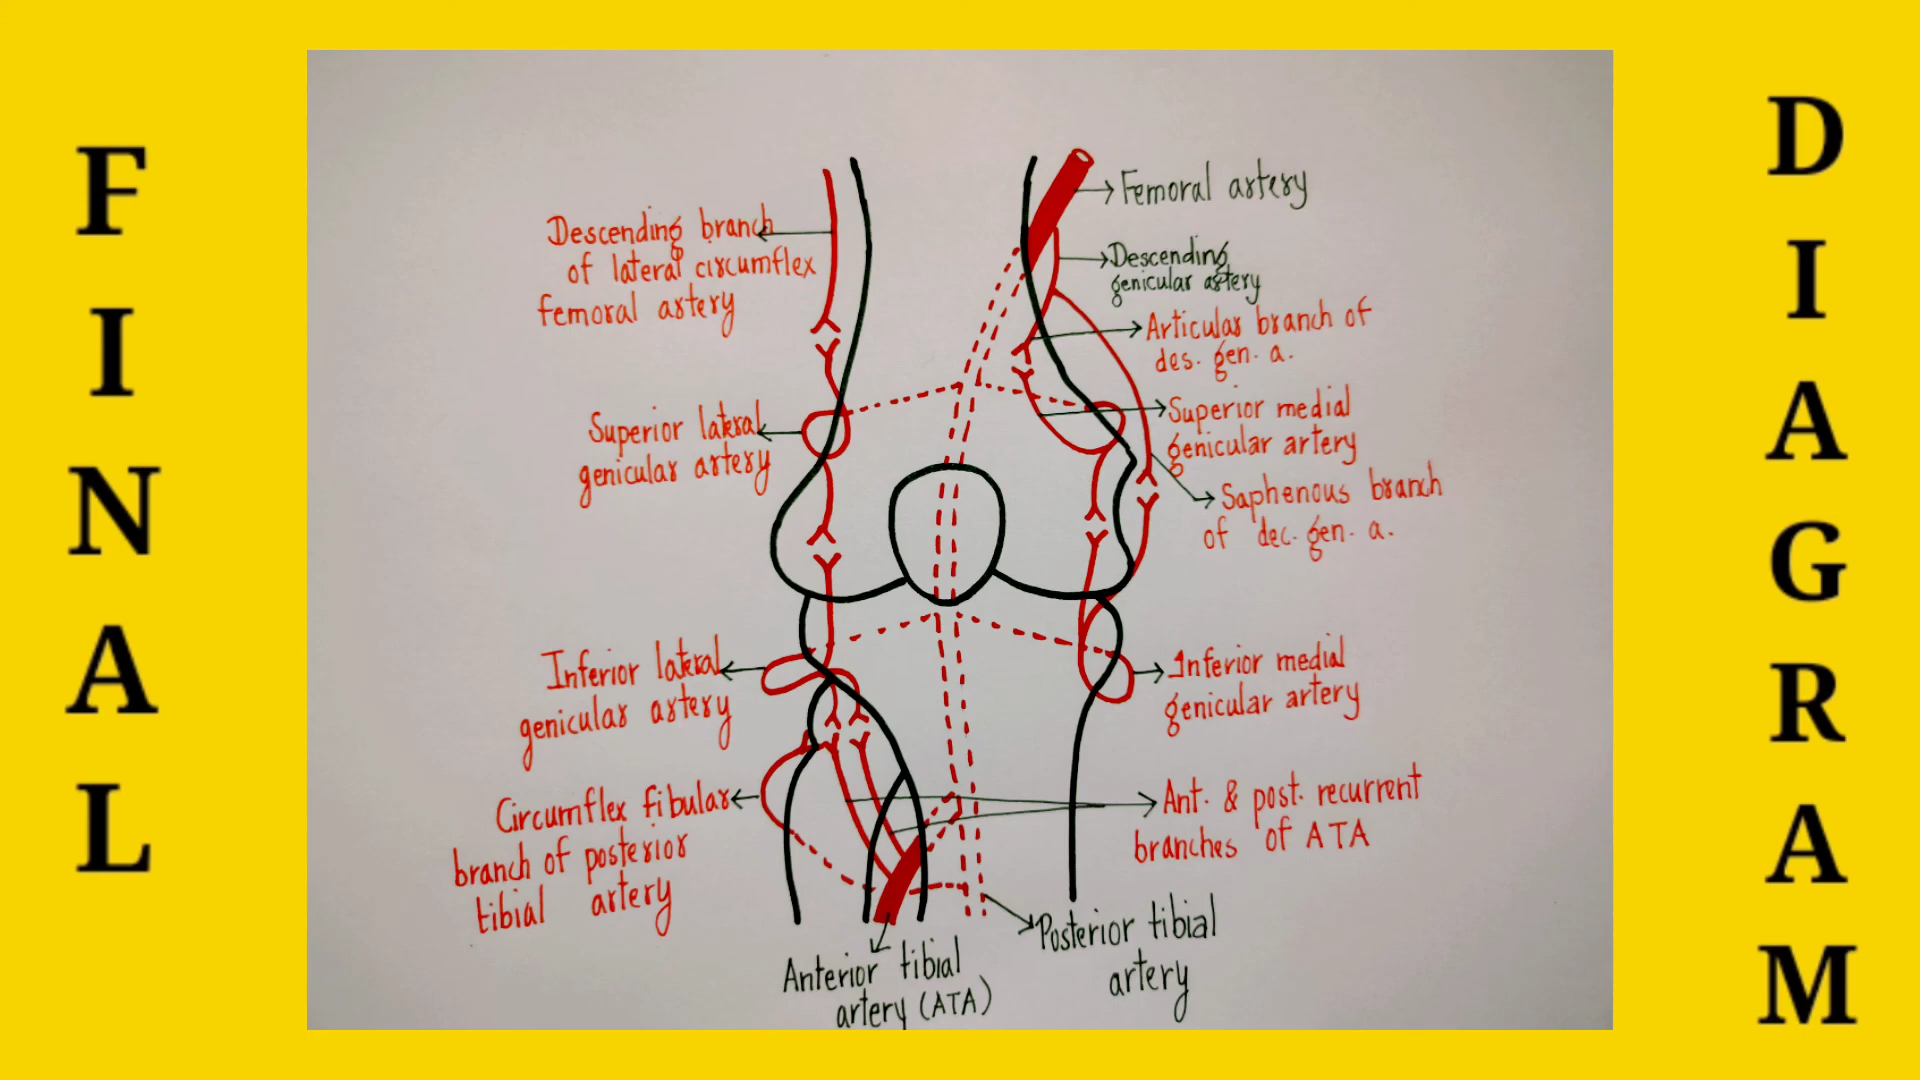 FINAL
Descending branch
of lateral circumflex
femoral artery
Superior lateral
genicular artery
Inferior lateral
genicular artery
Circumflex fibular
branch of posterior
tibial artery
Anterior tibial
artery (ATA)
Femoral artery
Descending
genicular artery
Articular branch of
des. gen. a.
Superior medial
genicular artery
Saphenous branch
of dec. gen. a.
Inferior medial
genicular artery
Ant. & post. recurrent
branches of ATA
Posterior tibial
artery
DIAGRAM